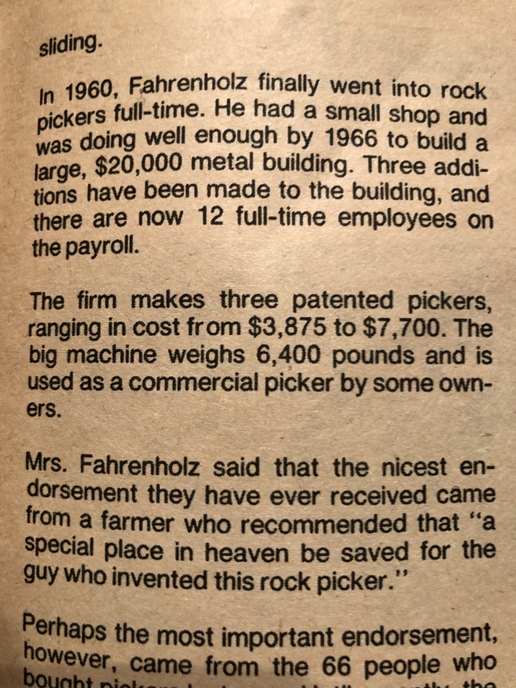 sliding.
In 1960, Fahrenholz finally went into rock
pickers full-time. He had a small shop and
was doing well enough by 1966 to build a
large, $20,000 metal building. Three addi-
tions have been made to the building, and
there are now 12 full-time employees on
the payroll.
The firm makes three patented pickers,
ranging in cost from $3,875 to $7,700. The
big machine weighs 6,400 pounds and is
used as a commercial picker by some own-
ers.
Mrs. Fahrenholz said that the nicest en-
dorsement they have ever received came
from a farmer who recommended that "a
special place in heaven be saved for the
guy who invented this rock picker."
Perhaps the most important endorsement,
however, came from the 66 people who
bought